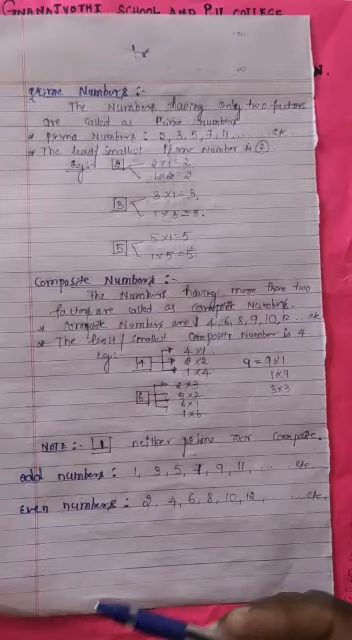 GNANAJYOTHI SCHOOL AND PU COLLEGE
Prime Numbers :-
The Numbers having only two factors
are called as Prime Numbers
* Prime Numbers : 2, 3, 5, 7, 11, .... etc.
* The least/smallest Prime Number is ②.
Eg:- 2 2×1=2
1×2=2
3 3×1=3.
1×3=3.
5 5×1=5
1×5=5.
Composite Numbers :-
The Numbers having more than two
factors are called as composite Numbers.
* Composite Numbers are 4, 6, 8, 9, 10, 12 ... etc
* The least/smallest Composite Number is 4.
Eg:- 4 4×1 9 = 9×1
2×2 1×9
1×4 3×3
6 2×3
3×2
6×1
1×6
NOTE :- 1 neither prime nor composite.
odd numbers : 1, 3, 5, 7, 9, 11, ... etc.
even numbers : 2, 4, 6, 8, 10, 12, ... etc.